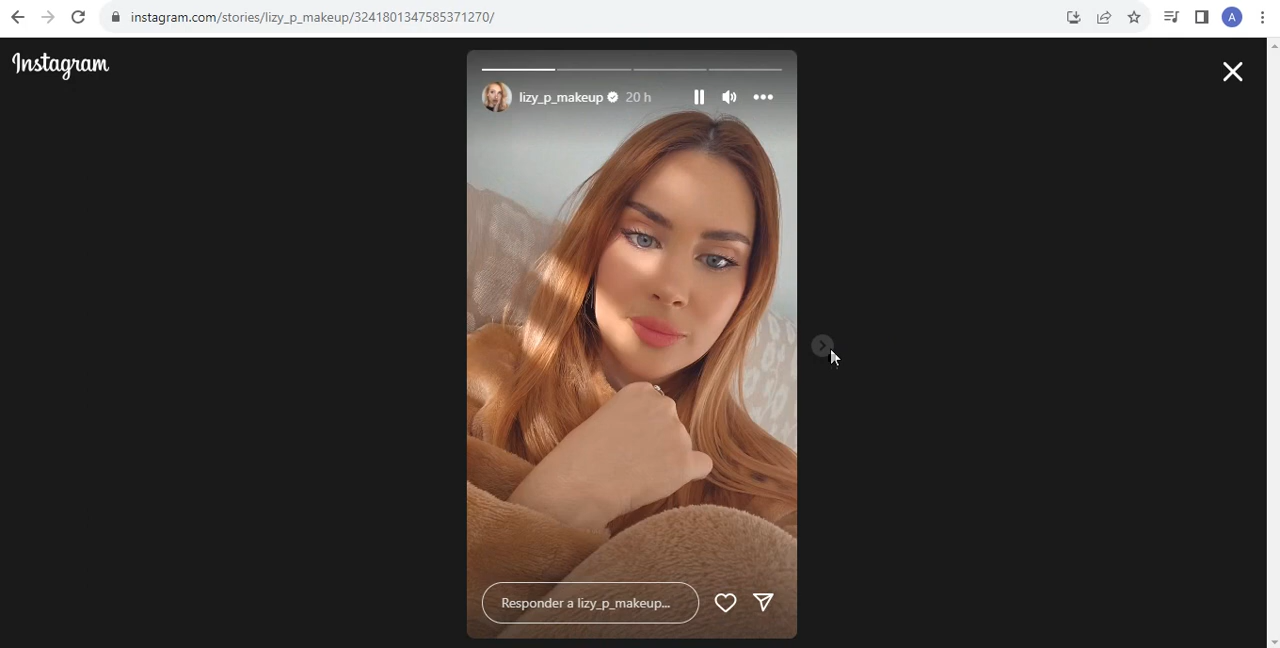 instagram.com/stories/lizy_p_makeup/3241801347585371270/
A
Instagram
lizy_p_makeup 20 h
Responder a lizy_p_makeup...